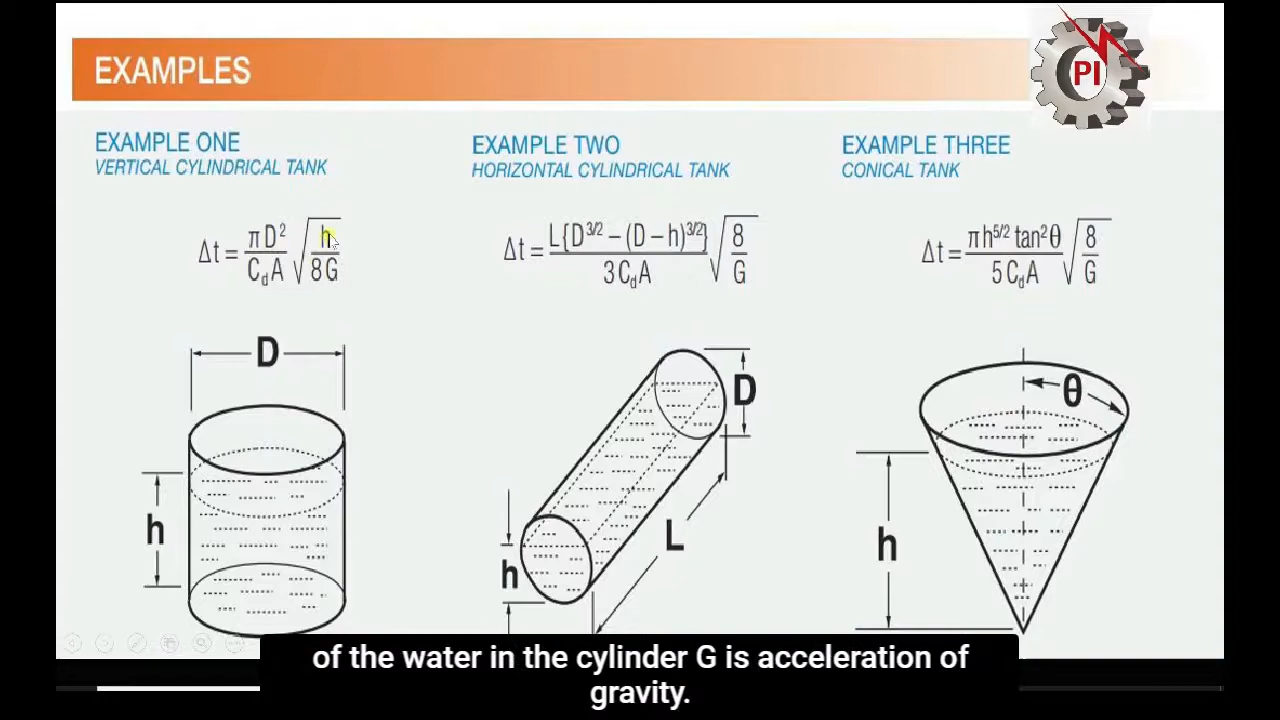 EXAMPLES
PI
EXAMPLE ONE
VERTICAL CYLINDRICAL TANK
Δt = πD² / C_dA √(h / 8G)
D
h
EXAMPLE TWO
HORIZONTAL CYLINDRICAL TANK
Δt = L{D^3/2 – (D – h)^3/2} / 3C_dA √(8 / G)
D
L
h
EXAMPLE THREE
CONICAL TANK
Δt = πh^5/2 tan²θ / 5C_dA √(8 / G)
θ
h
of the water in the cylinder G is acceleration of
gravity.